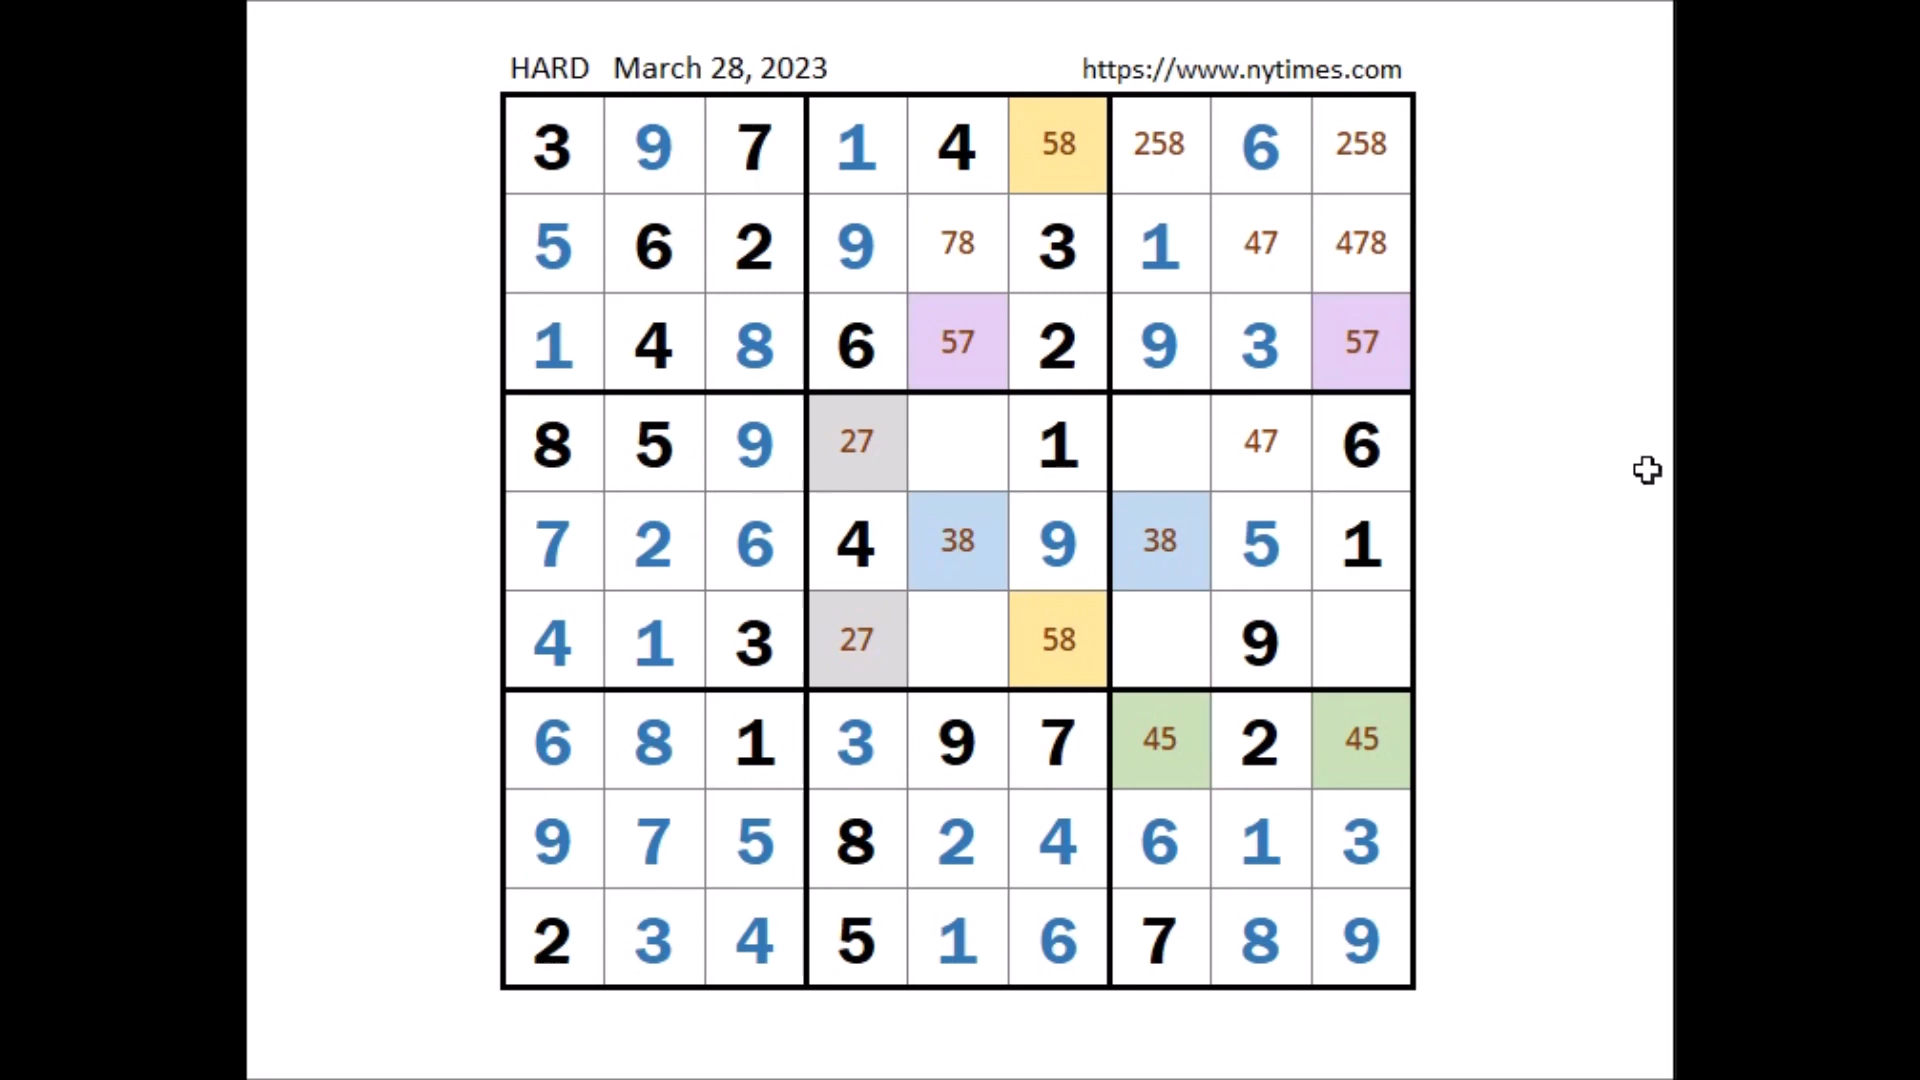 HARD March 28, 2023 https://www.nytimes.com
3 9 7 1 4 58 258 6 258
5 6 2 9 78 3 1 47 478
1 4 8 6 57 2 9 3 57
8 5 9 27 1 47 6
7 2 6 4 38 9 38 5 1
4 1 3 27 58 9
6 8 1 3 9 7 45 2 45
9 7 5 8 2 4 6 1 3
2 3 4 5 1 6 7 8 9